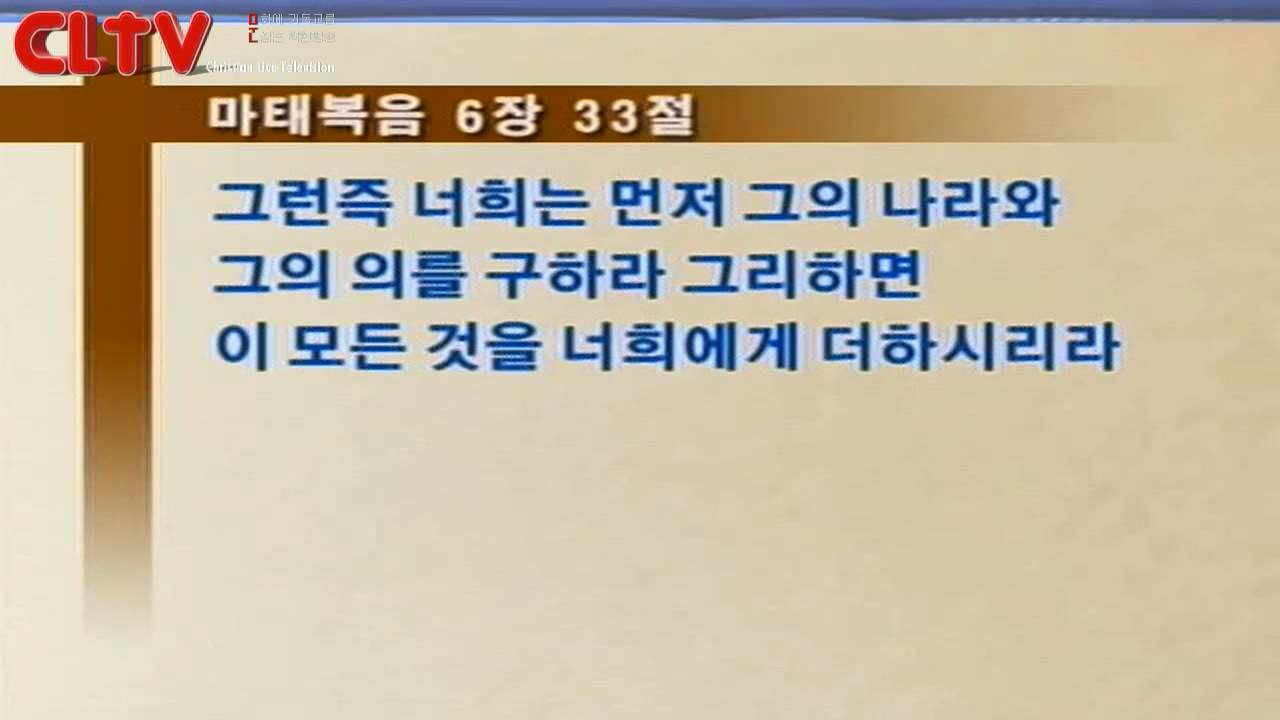 CLTV
Christian Live Television
마태복음 6장 33절
그런즉 너희는 먼저 그의 나라와
그의 의를 구하라 그리하면
이 모든 것을 너희에게 더하시리라